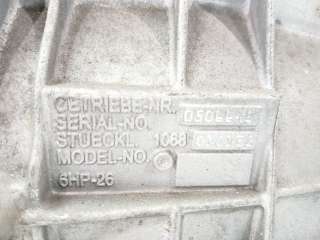 GETRIEBE-NR.
SERIAL-NO.
STUECKL. 1068
MODEL-NO.
6HP-26